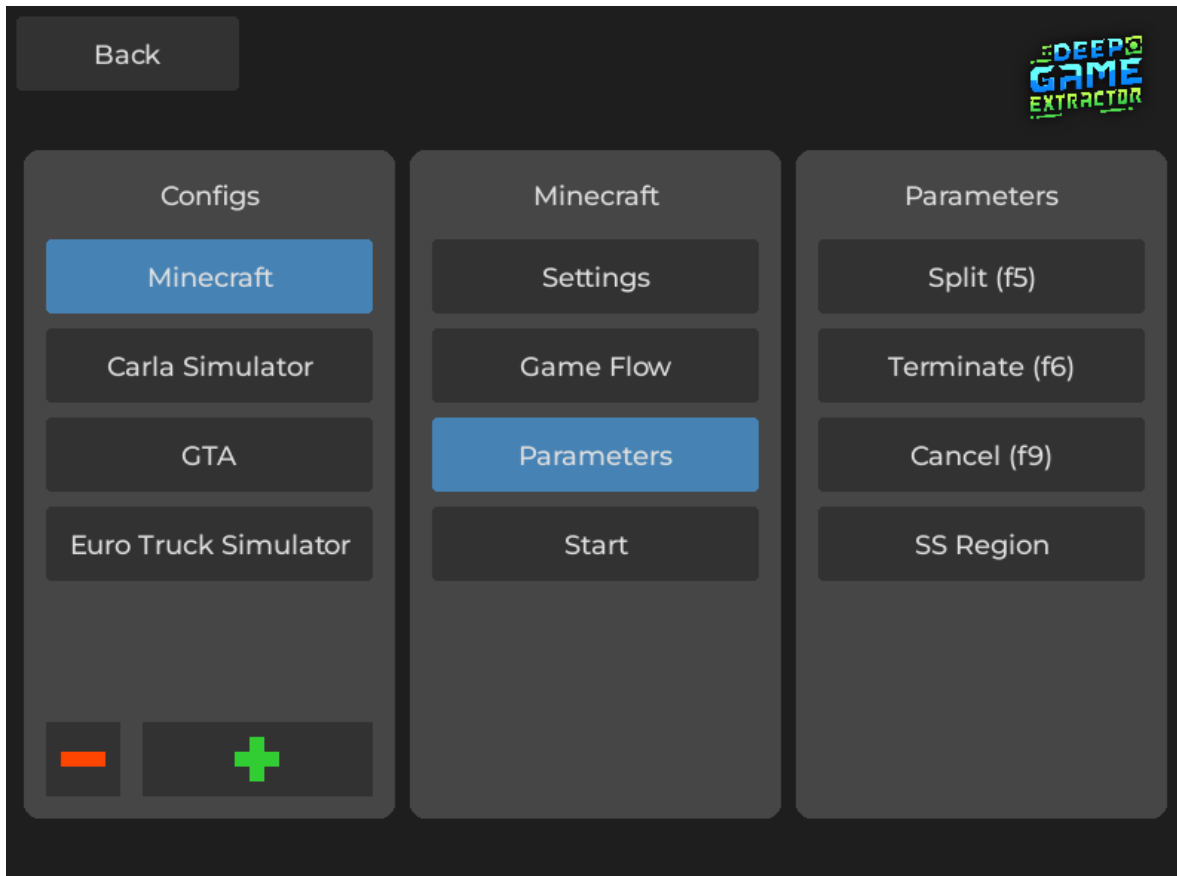 Back
DEEP
GAME
EXTRACTOR
Configs
Minecraft
Carla Simulator
GTA
Euro Truck Simulator
Minecraft
Settings
Game Flow
Parameters
Start
Parameters
Split (f5)
Terminate (f6)
Cancel (f9)
SS Region